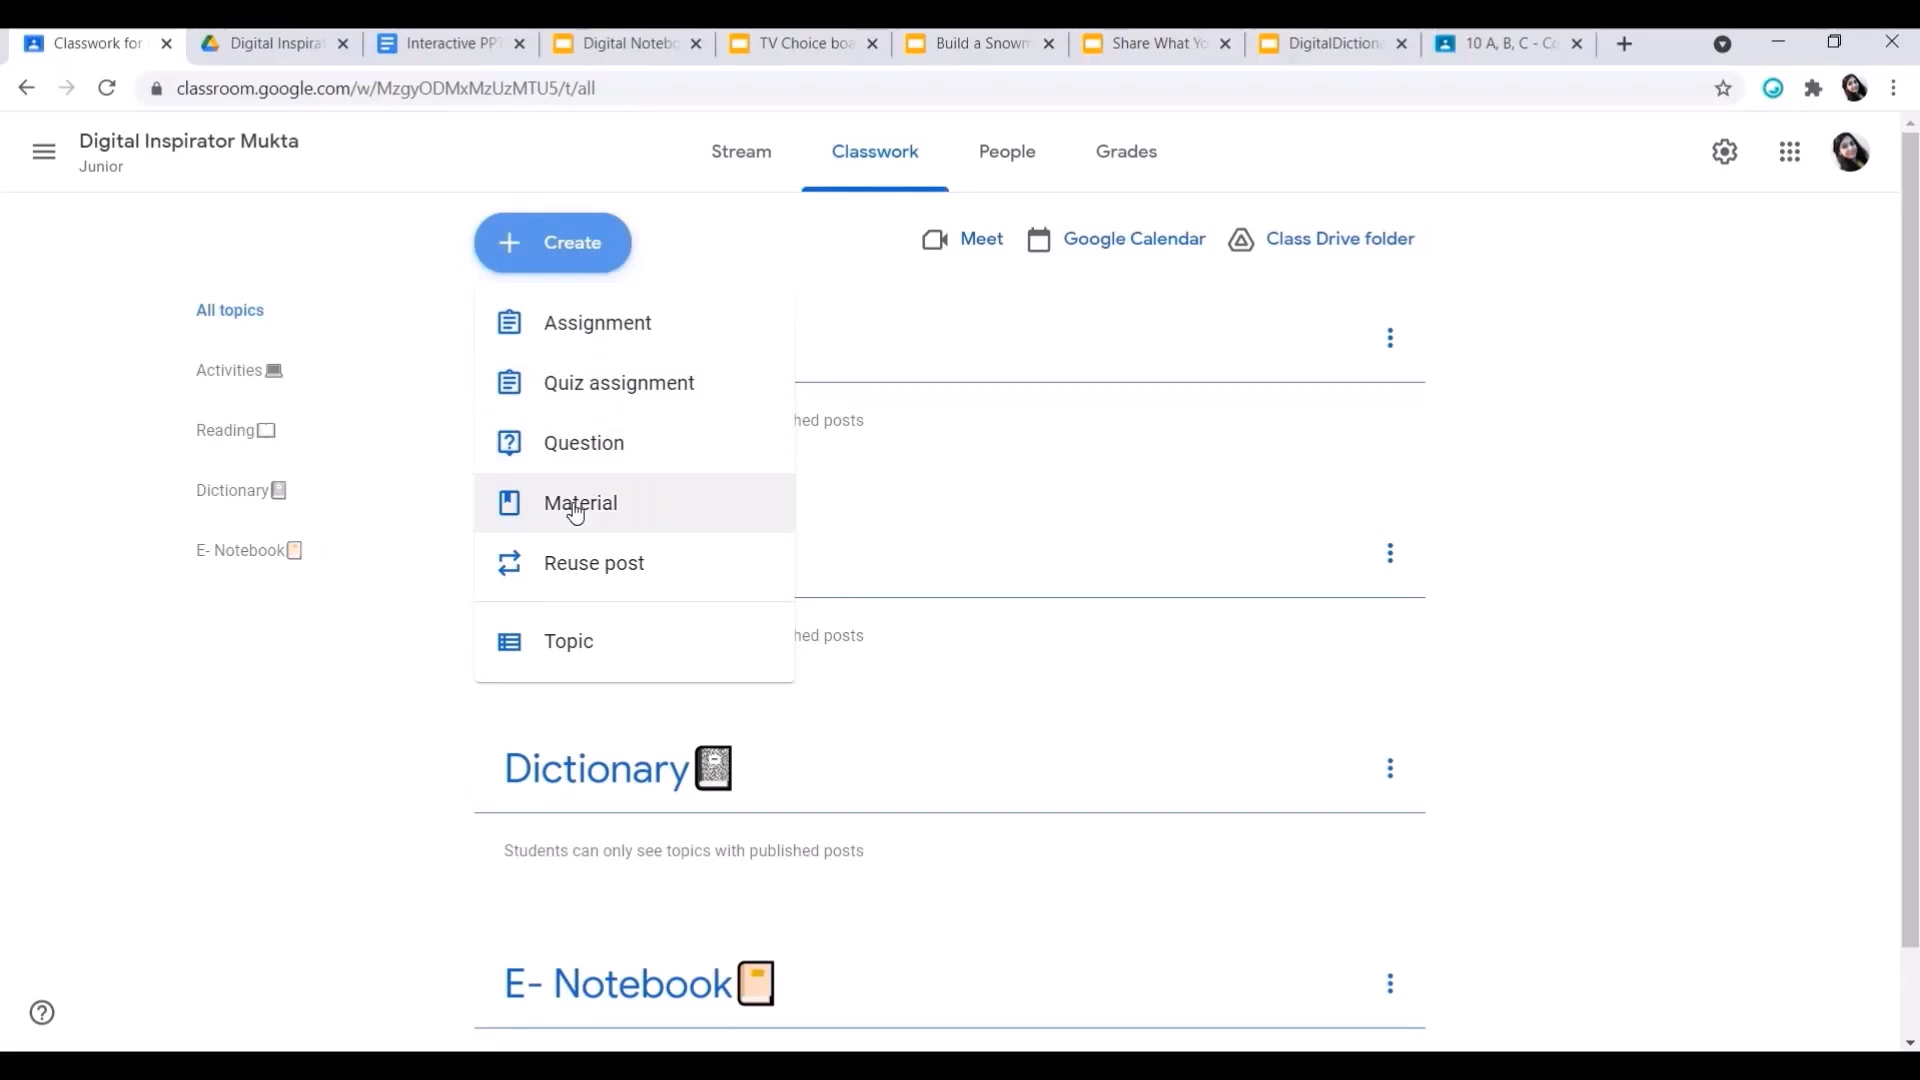 Classwork for
Digital Inspirat
Interactive PP
Digital Noteb
TV Choice boa
Build a Snow
Share What Yo
DigitalDiction
10 A, B, C - Co
classroom.google.com/w/MzgyODMxMzUzMTU5/t/all
Digital Inspirator Mukta
Junior
Stream
Classwork
People
Grades
Create
Meet
Google Calendar
Class Drive folder
All topics
Activities
Reading
Dictionary
E- Notebook
Assignment
Quiz assignment
Question
Material
Reuse post
Topic
hed posts
hed posts
Dictionary
Students can only see topics with published posts
E- Notebook